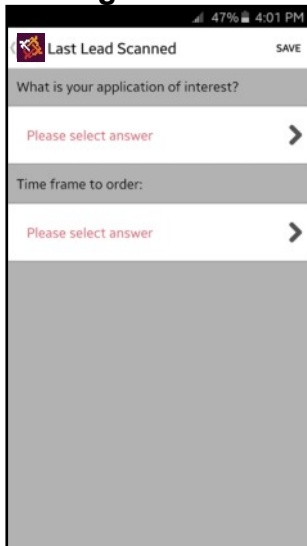 47% 4:01 PM
Last Lead Scanned SAVE
What is your application of interest?
Please select answer
Time frame to order:
Please select answer